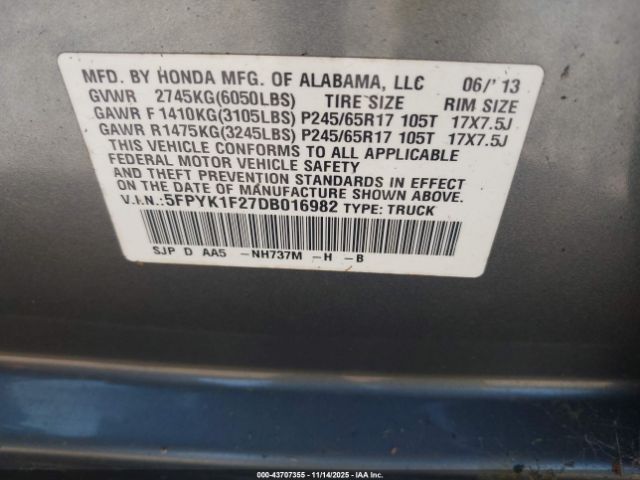 MFD. BY HONDA MFG. OF ALABAMA, LLC 06/' 13
GVWR 2745KG(6050LBS) TIRE SIZE RIM SIZE
GAWR F 1410KG(3105LBS) P245/65R17 105T 17X7.5J
GAWR R1475KG(3245LBS) P245/65R17 105T 17X7.5J
THIS VEHICLE CONFORMS TO ALL APPLICABLE
FEDERAL MOTOR VEHICLE SAFETY
AND THEFT PREVENTION STANDARDS IN EFFECT
ON THE DATE OF MANUFACTURE SHOWN ABOVE.
V.I.N.:5FPYK1F27DB016982 TYPE: TRUCK
SJP D AA5 -NH737M -H -B
000-43707355 - 11/14/2025 - IAA Inc.